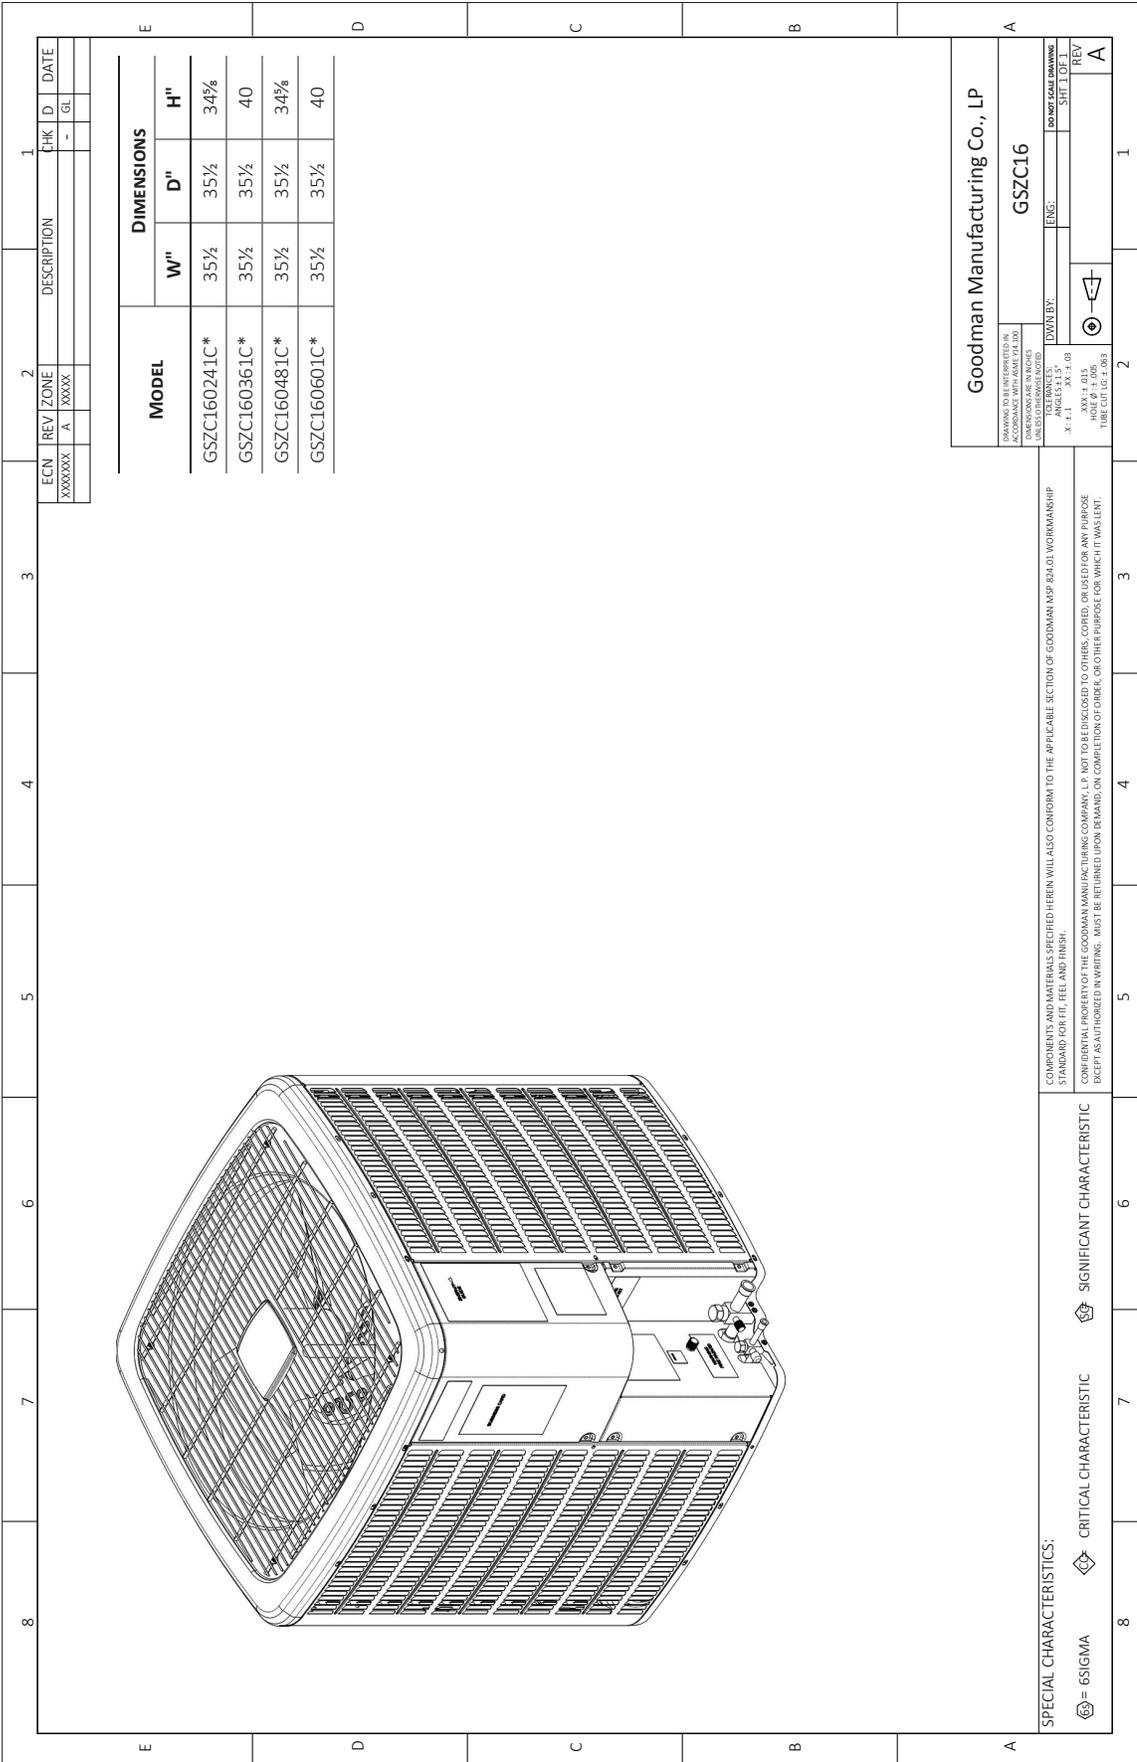 8 7 6 5 4 3 2 1
ECN REV ZONE DESCRIPTION CHK D DATE
XXXXXXX A XXXXX - GL
E E
D D
C C
B B
A A
MODEL DIMENSIONS
W" D" H"
GSZC160241C* 35½ 35½ 34⅝
GSZC160361C* 35½ 35½ 40
GSZC160481C* 35½ 35½ 34⅝
GSZC160601C* 35½ 35½ 40
SPECIAL CHARACTERISTICS:
6S = 6SIGMA CC= CRITICAL CHARACTERISTIC SC= SIGNIFICANT CHARACTERISTIC
COMPONENTS AND MATERIALS SPECIFIED HEREIN WILL ALSO CONFORM TO THE APPLICABLE SECTION OF GOODMAN MSP 824.01 WORKMANSHIP
STANDARD FOR FIT, FEEL AND FINISH.
CONFIDENTIAL PROPERTY OF THE GOODMAN MANUFACTURING COMPANY, L.P. NOT TO BE DISCLOSED TO OTHERS, COPIED, OR USED FOR ANY PURPOSE
EXCEPT AS AUTHORIZED IN WRITING. MUST BE RETURNED UPON DEMAND, ON COMPLETION OF ORDER, OR OTHER PURPOSE FOR WHICH IT WAS LENT.
Goodman Manufacturing Co., LP
DRAWING TO BE INTERPRETED IN
ACCORDANCE WITH ASME Y14.100
DIMENSIONS ARE IN INCHES
UNLESS OTHERWISE NOTED
GSZC16
TOLERANCES:
ANGLES ± 1.5°
.X : ± .1 .XX : ± .03
.XXX : ± .015
HOLE Ø : ± .005
TUBE CUT LG: ± .063
DWN BY: ENG: DO NOT SCALE DRAWING
SHT 1 OF 1
REV
A
8 7 6 5 4 3 2 1